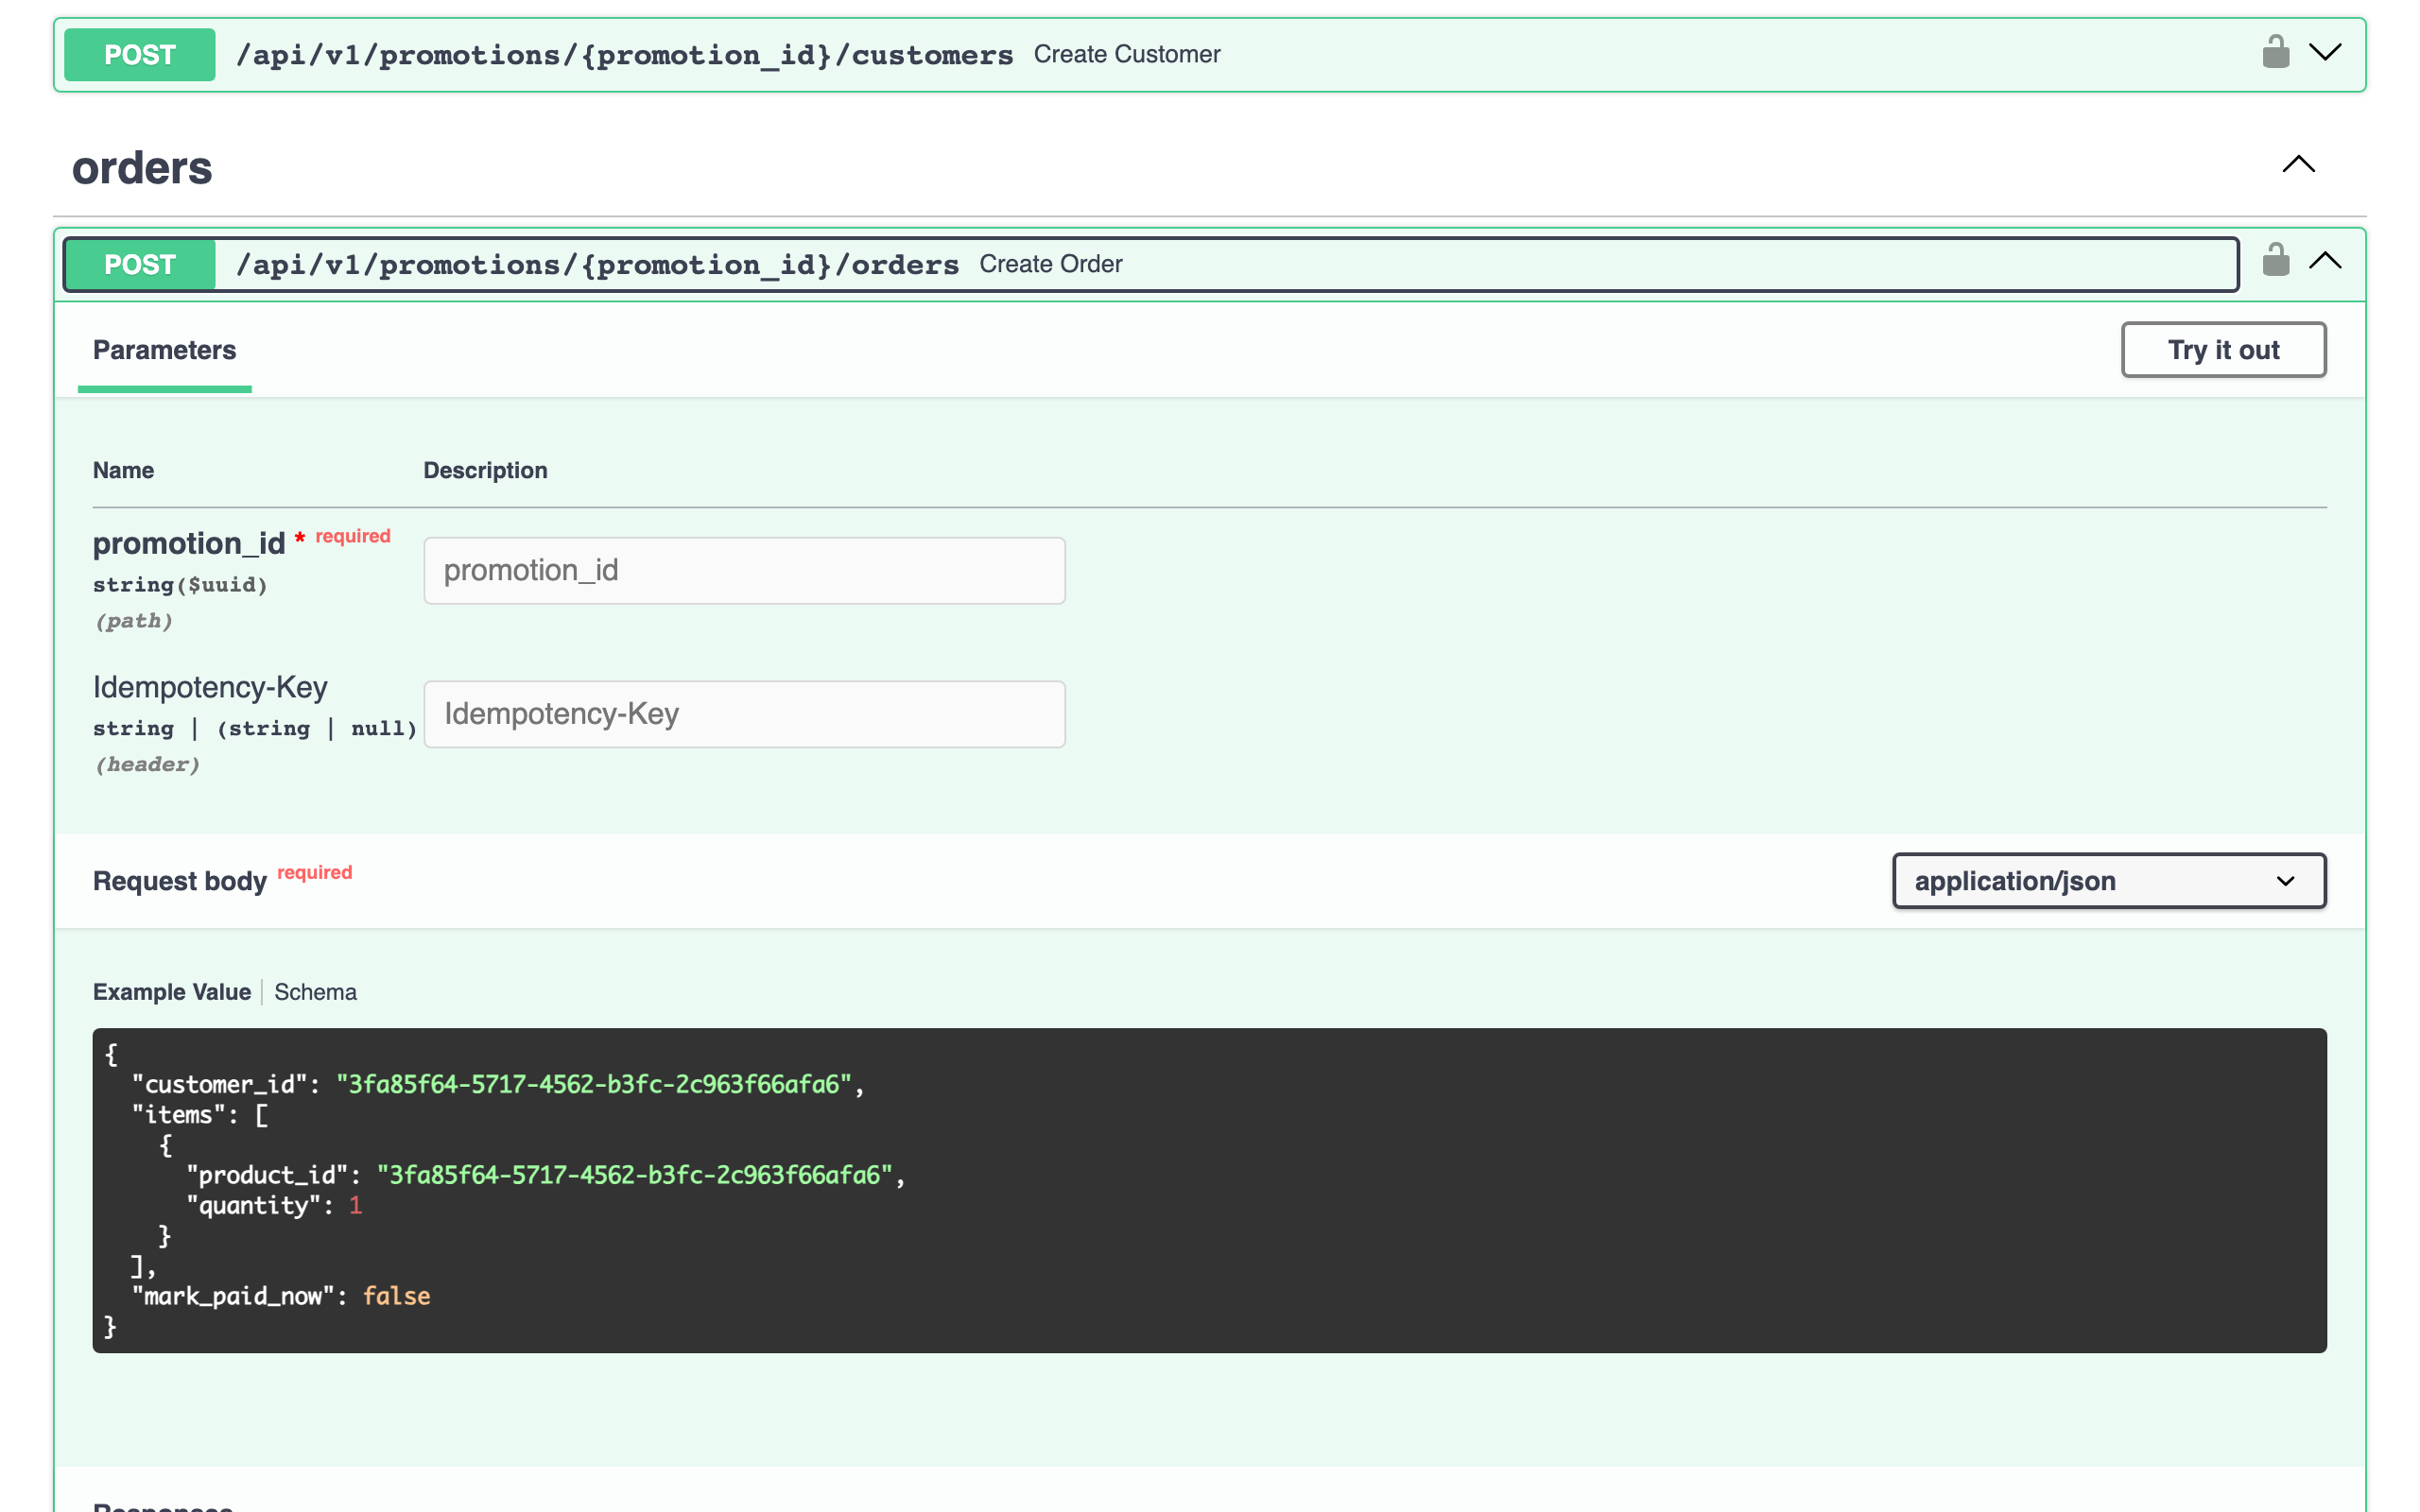 POST /api/v1/promotions/{promotion_id}/customers Create Customer
orders
POST /api/v1/promotions/{promotion_id}/orders Create Order
Parameters Try it out
Name Description
promotion_id * required promotion_id
string($uuid)
(path)
Idempotency-Key Idempotency-Key
string | (string | null)
(header)
Request body required application/json
Example Value Schema
{
"customer_id": "3fa85f64-5717-4562-b3fc-2c963f66afa6",
"items": [
{
"product_id": "3fa85f64-5717-4562-b3fc-2c963f66afa6",
"quantity": 1
}
],
"mark_paid_now": false
}